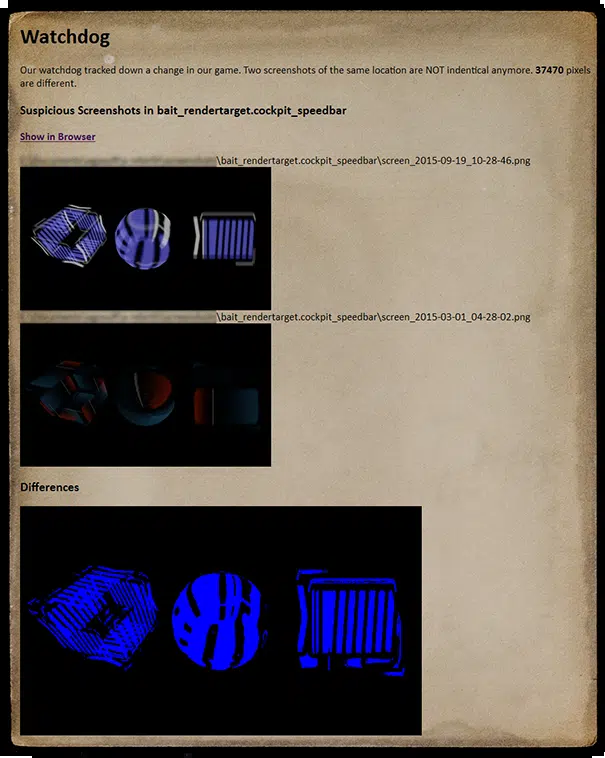 Watchdog
Our watchdog tracked down a change in our game. Two screenshots of the same location are NOT indentical anymore. 37470 pixels
are different.
Suspicious Screenshots in bait_rendertarget.cockpit_speedbar
Show in Browser
\bait_rendertarget.cockpit_speedbar\screen_2015-09-19_10-28-46.png
\bait_rendertarget.cockpit_speedbar\screen_2015-03-01_04-28-02.png
Differences